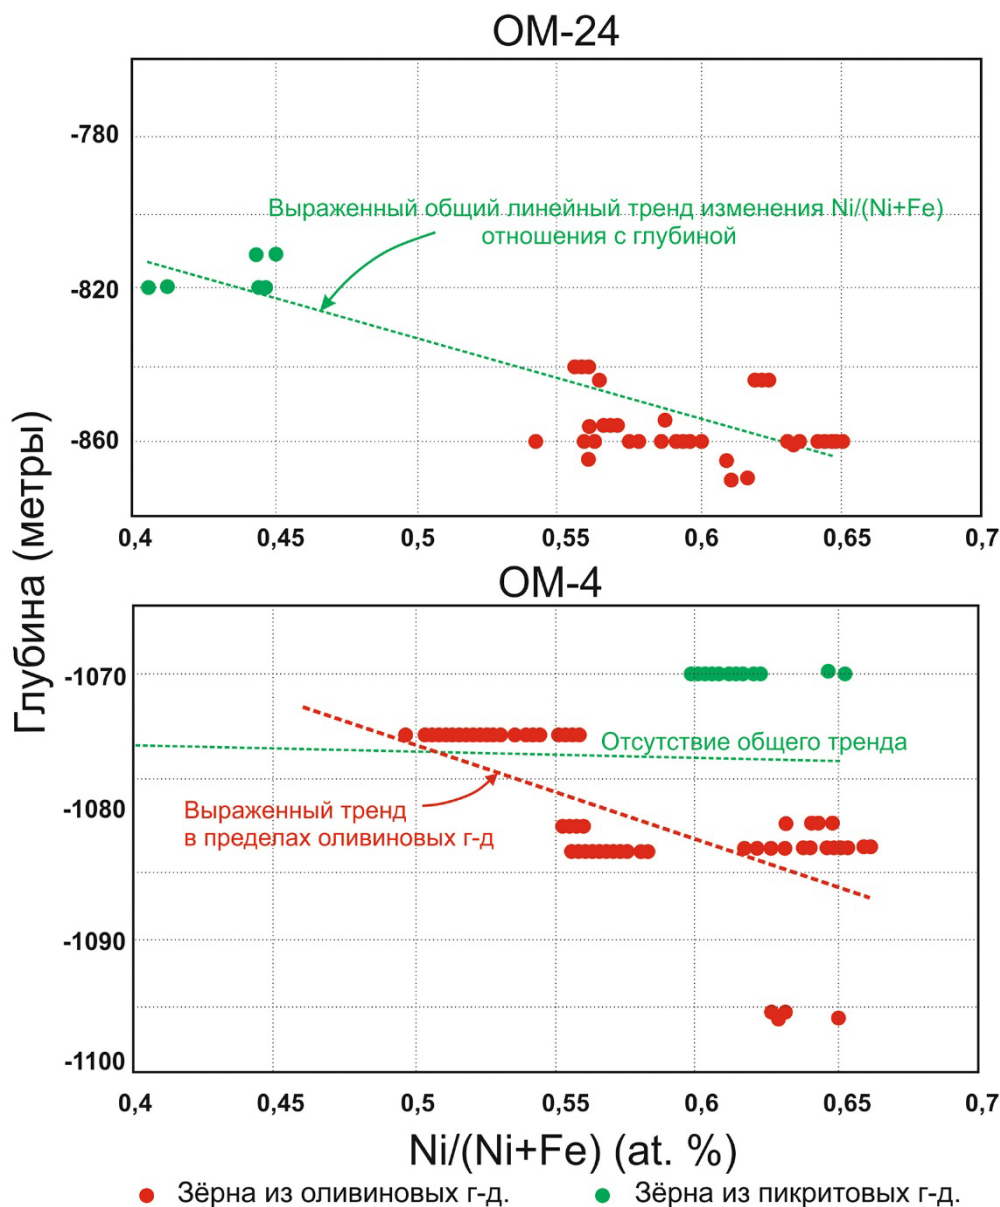 ОМ-24
-780
-820
-860
Выраженный общий линейный тренд изменения Ni/(Ni+Fe)
отношения с глубиной
0,4 0,45 0,5 0,55 0,6 0,65 0,7
Глубина (метры)
ОМ-4
-1070
-1080
-1090
-1100
Отсутствие общего тренда
Выраженный тренд
в пределах оливиновых г-д
0,4 0,45 0,5 0,55 0,6 0,65 0,7
Ni/(Ni+Fe) (at. %)
Зёрна из оливиновых г-д. Зёрна из пикритовых г-д.